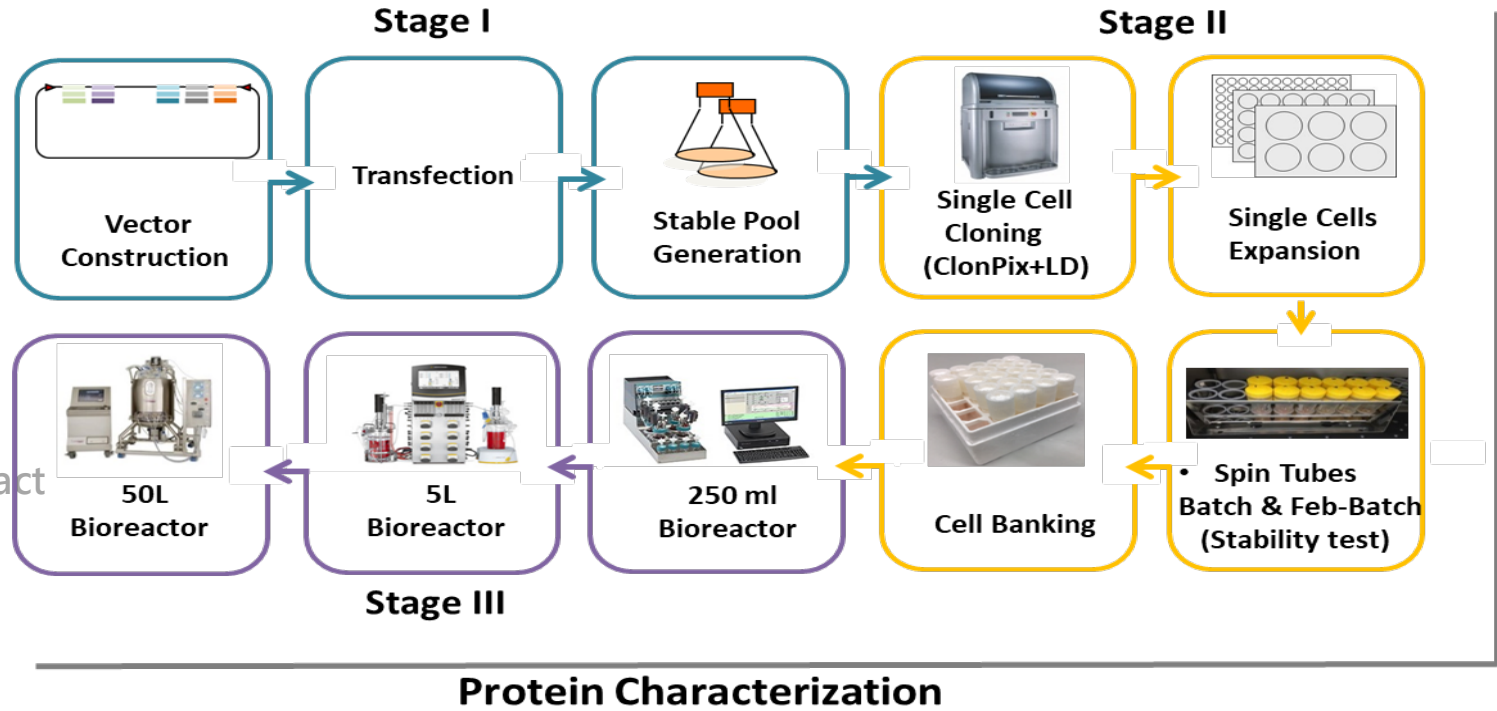 Stage I
Stage II
Vector
Construction
Transfection
Stable Pool
Generation
Single Cell
Cloning
(ClonPix+LD)
Single Cells
Expansion
50L
Bioreactor
5L
Bioreactor
250 ml
Bioreactor
Cell Banking
• Spin Tubes
Batch & Feb-Batch
(Stability test)
act
Stage III
Protein Characterization